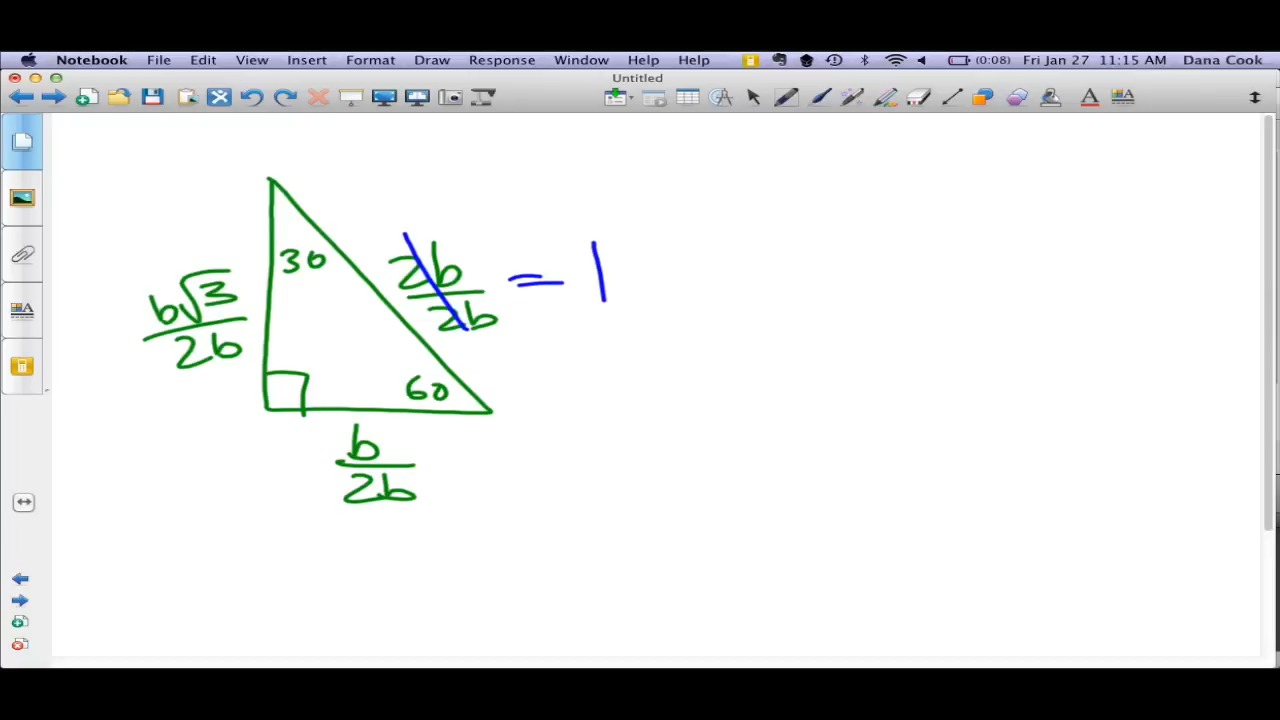 Notebook File Edit View Insert Format Draw Response Window Help Help (0:08) Fri Jan 27 11:15 AM Dana Cook
Untitled
30
2b
2b
= 1
b√3
2b
60
b
2b